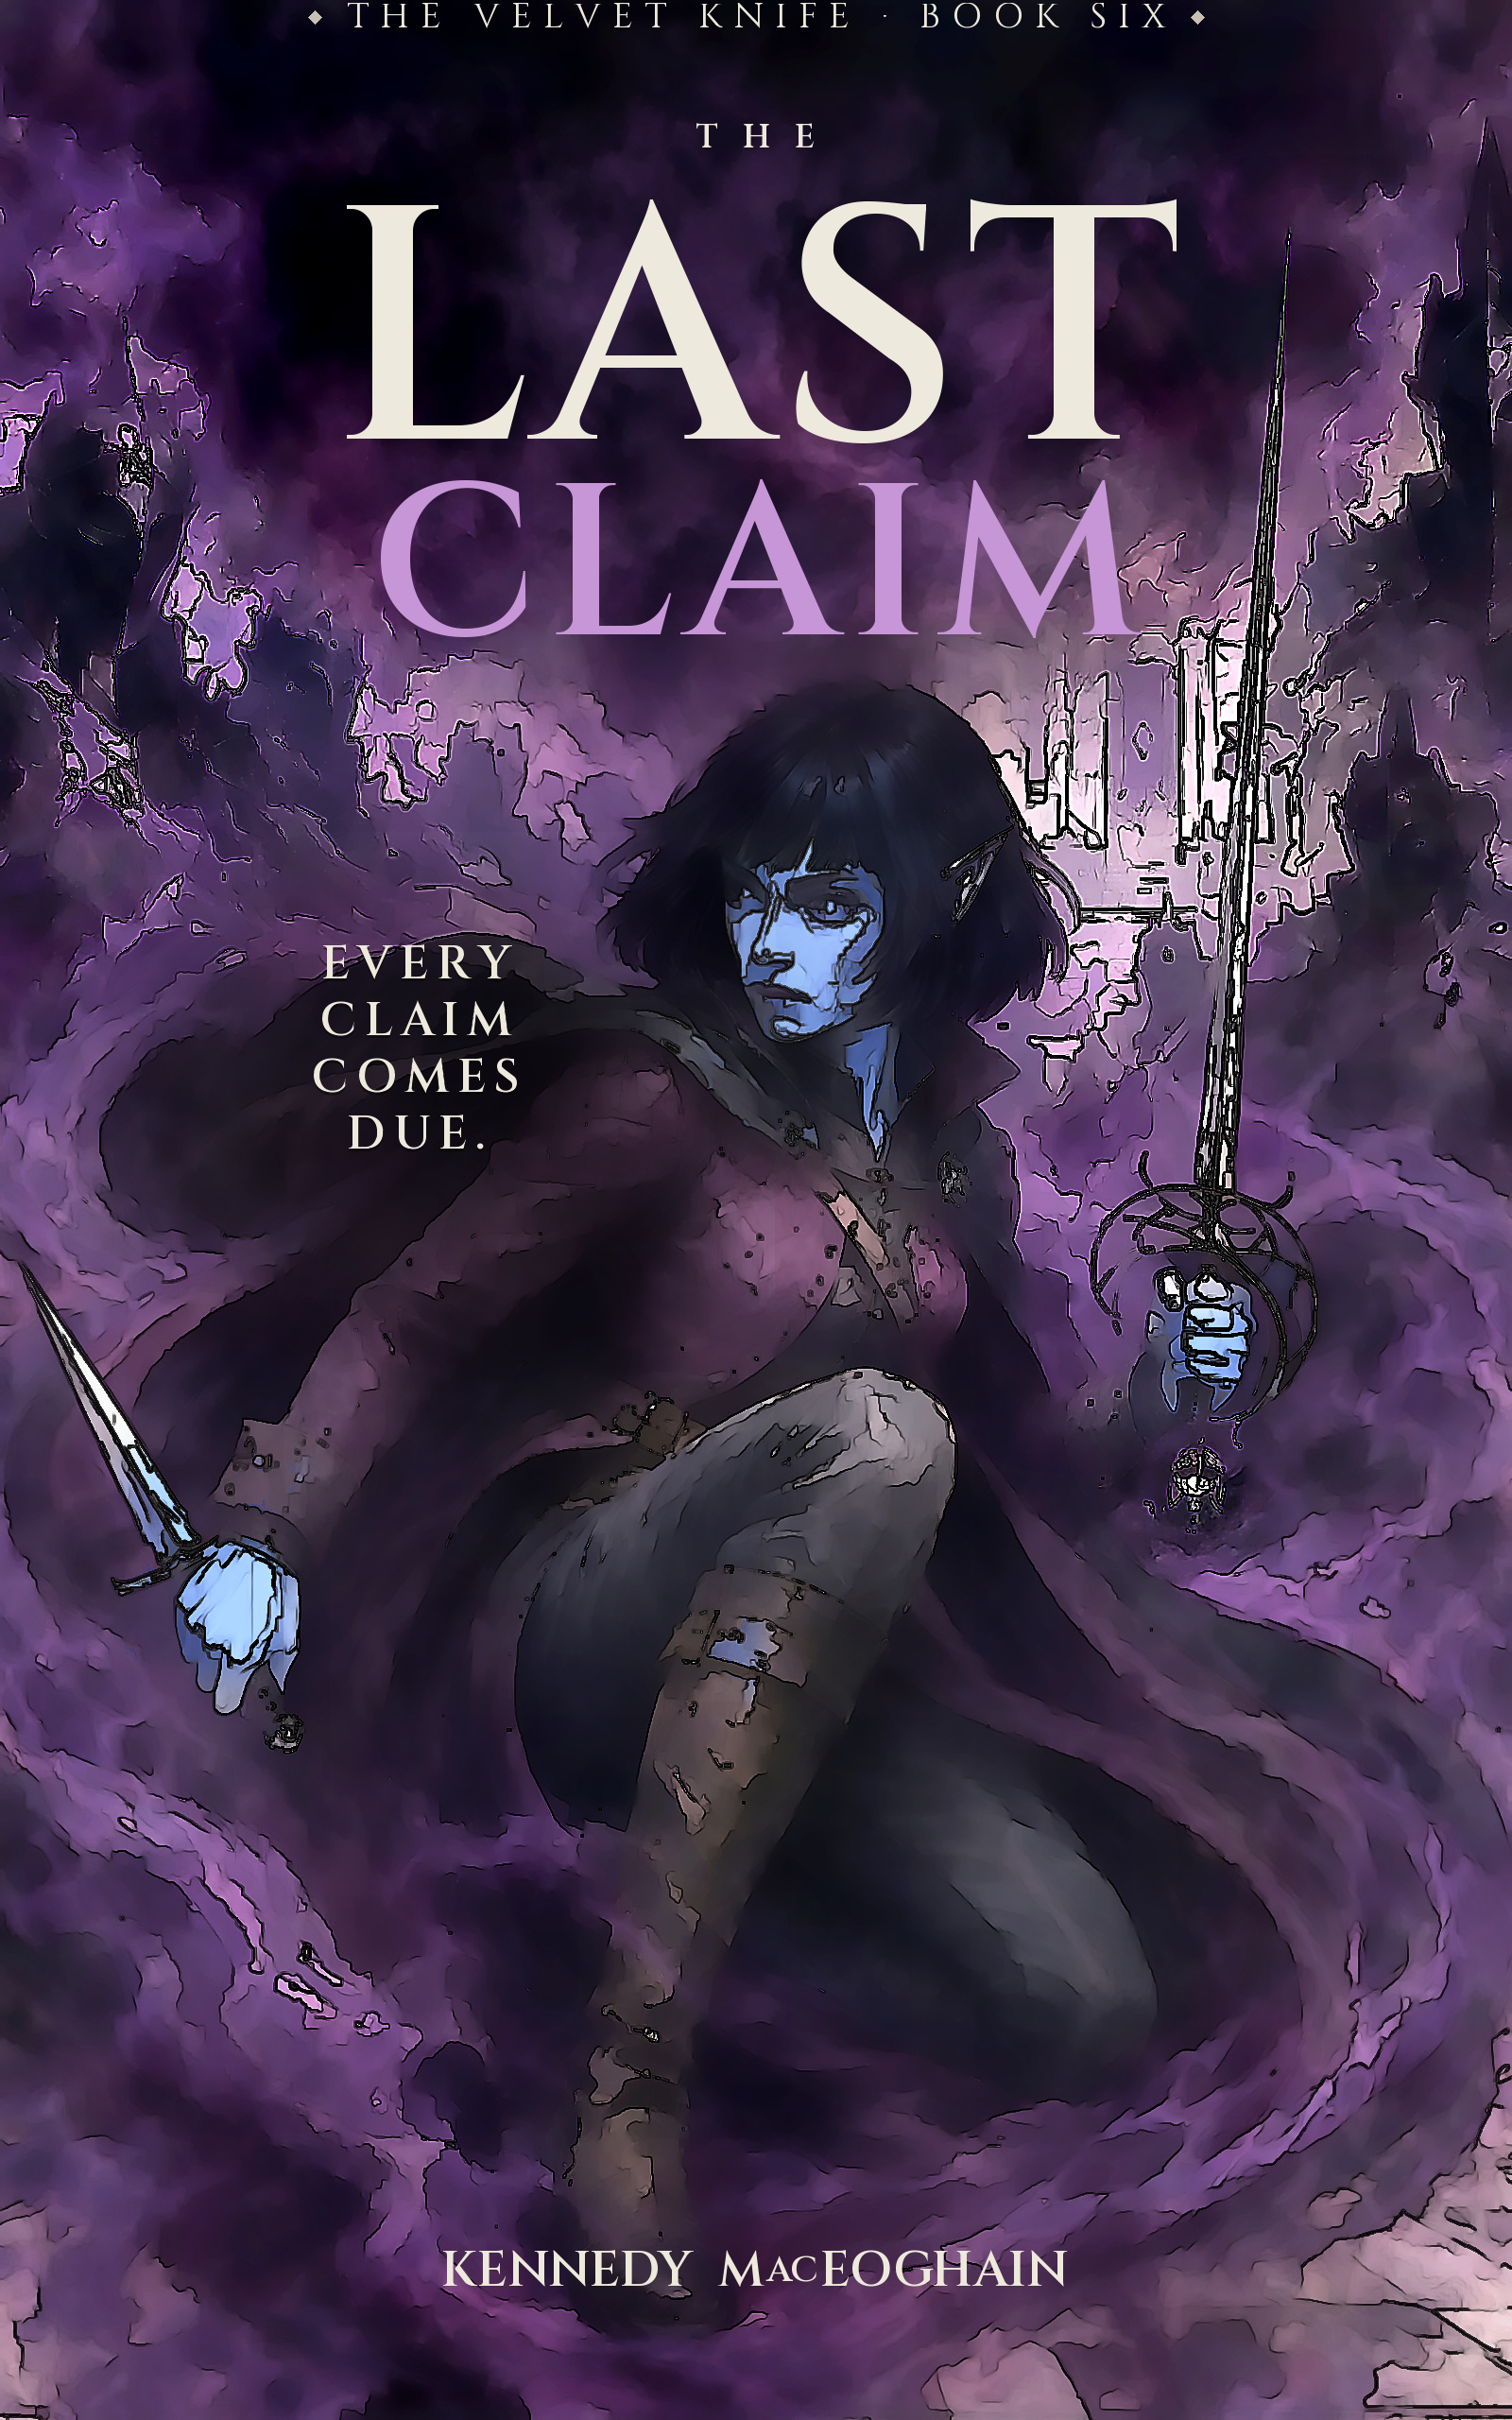 ◆ THE VELVET KNIFE · BOOK SIX ◆
THE
LAST
CLAIM
EVERY
CLAIM
COMES
DUE.
KENNEDY MACEOGHAIN